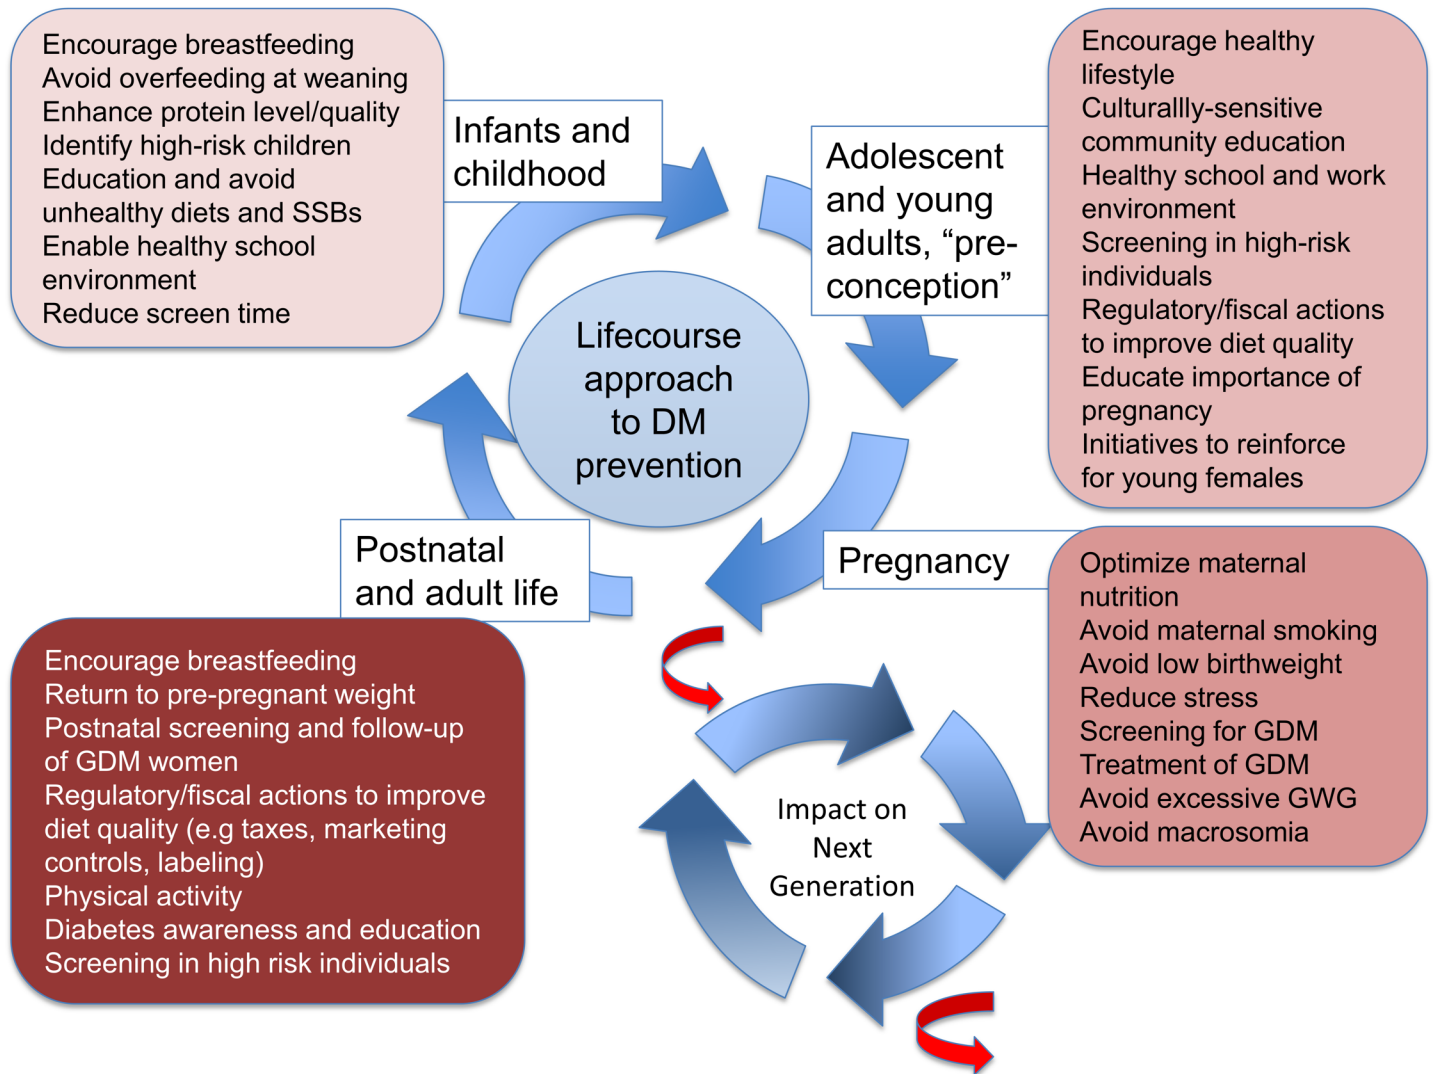 Encourage breastfeeding
Avoid overfeeding at weaning
Enhance protein level/quality
Identify high-risk children
Education and avoid
unhealthy diets and SSBs
Enable healthy school
environment
Reduce screen time
Infants and
childhood
Adolescent
and young
adults, “pre-
conception”
Encourage healthy
lifestyle
Culturallly-sensitive
community education
Healthy school and work
environment
Screening in high-risk
individuals
Regulatory/fiscal actions
to improve diet quality
Educate importance of
pregnancy
Initiatives to reinforce
for young females
Lifecourse
approach
to DM
prevention
Postnatal
and adult life
Pregnancy
Optimize maternal
nutrition
Avoid maternal smoking
Avoid low birthweight
Reduce stress
Screening for GDM
Treatment of GDM
Avoid excessive GWG
Avoid macrosomia
Encourage breastfeeding
Return to pre-pregnant weight
Postnatal screening and follow-up
of GDM women
Regulatory/fiscal actions to improve
diet quality (e.g taxes, marketing
controls, labeling)
Physical activity
Diabetes awareness and education
Screening in high risk individuals
Impact on
Next
Generation